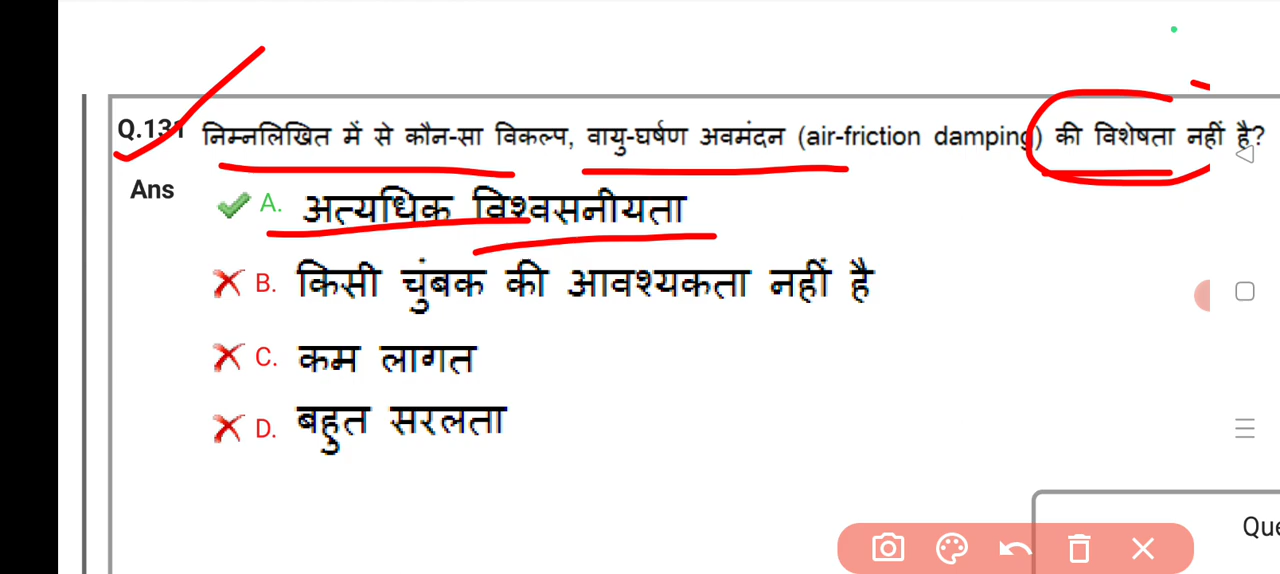 Q.131 निम्नलिखित में से कौन-सा विकल्प, वायु-घर्षण अवमंदन (air-friction damping) की विशेषता नहीं है?
Ans A. अत्यधिक विश्वसनीयता
B. किसी चुंबक की आवश्यकता नहीं है
C. कम लागत
D. बहुत सरलता
Que